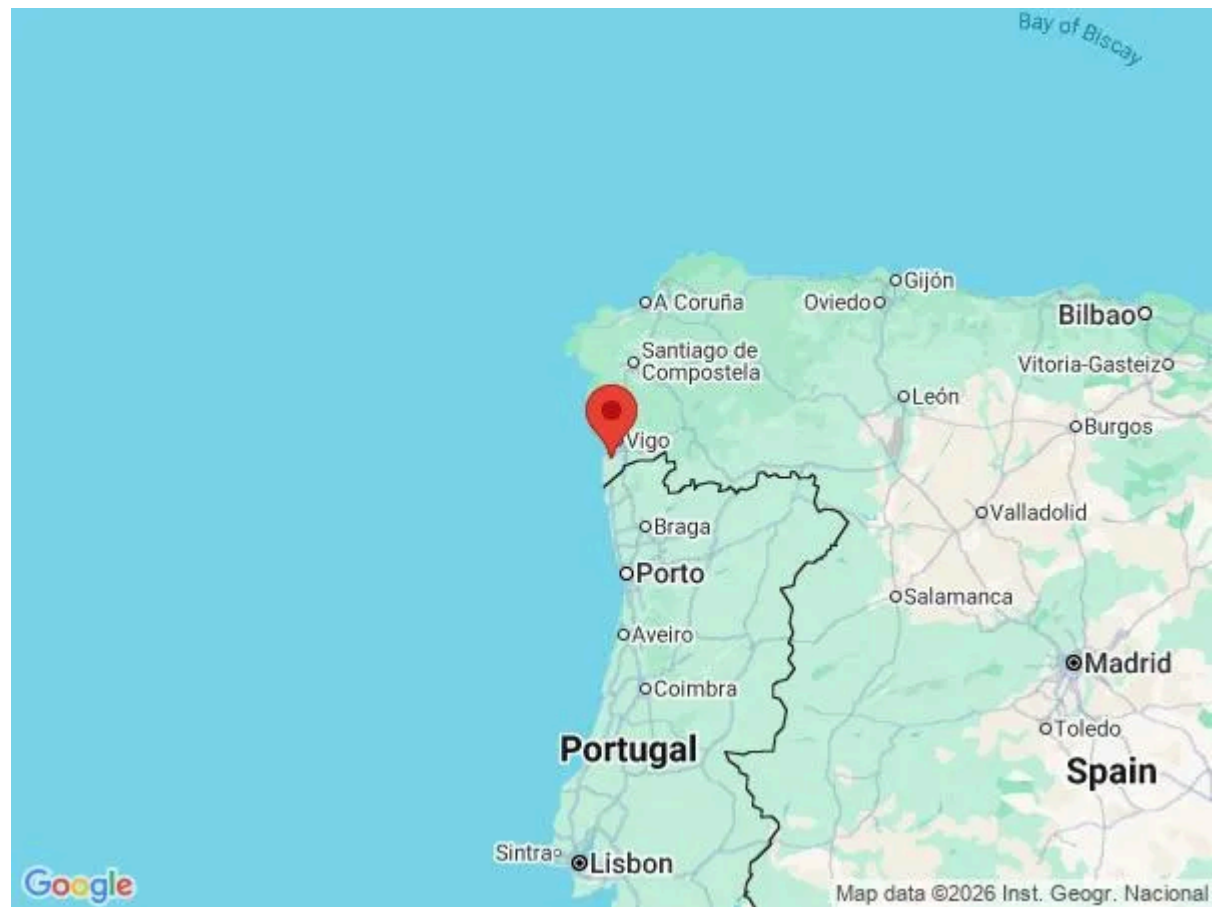 Bay of Biscay
A Coruña
Gijón
Oviedo
Bilbao
Santiago de
Compostela
Vitoria-Gasteiz
León
Burgos
Vigo
Valladolid
Braga
Porto
Salamanca
Aveiro
Madrid
Coimbra
Toledo
Portugal
Spain
Sintra
Lisbon
Google
Map data ©2026 Inst. Geogr. Nacional